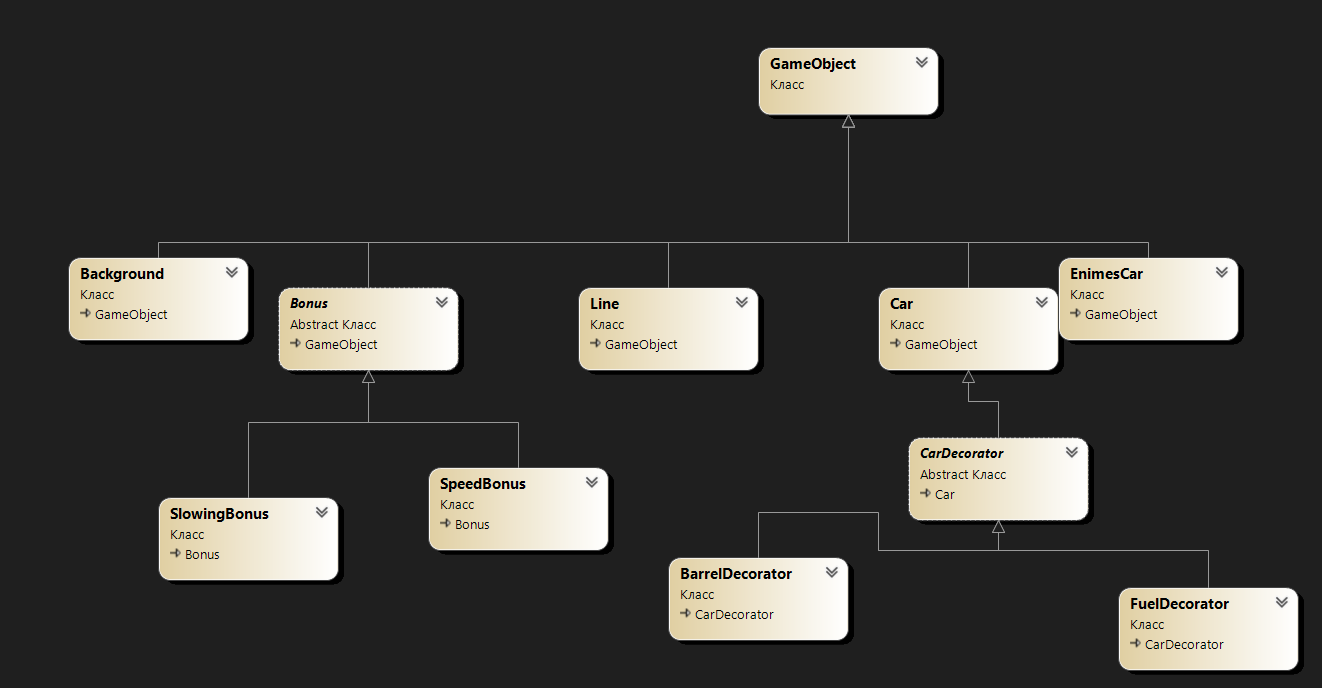 GameObject
Класс
Background
Класс
GameObject
Bonus
Abstract Класс
GameObject
Line
Класс
GameObject
Car
Класс
GameObject
EnimesCar
Класс
GameObject
CarDecorator
Abstract Класс
Car
SlowingBonus
Класс
Bonus
SpeedBonus
Класс
Bonus
BarrelDecorator
Класс
CarDecorator
FuelDecorator
Класс
CarDecorator